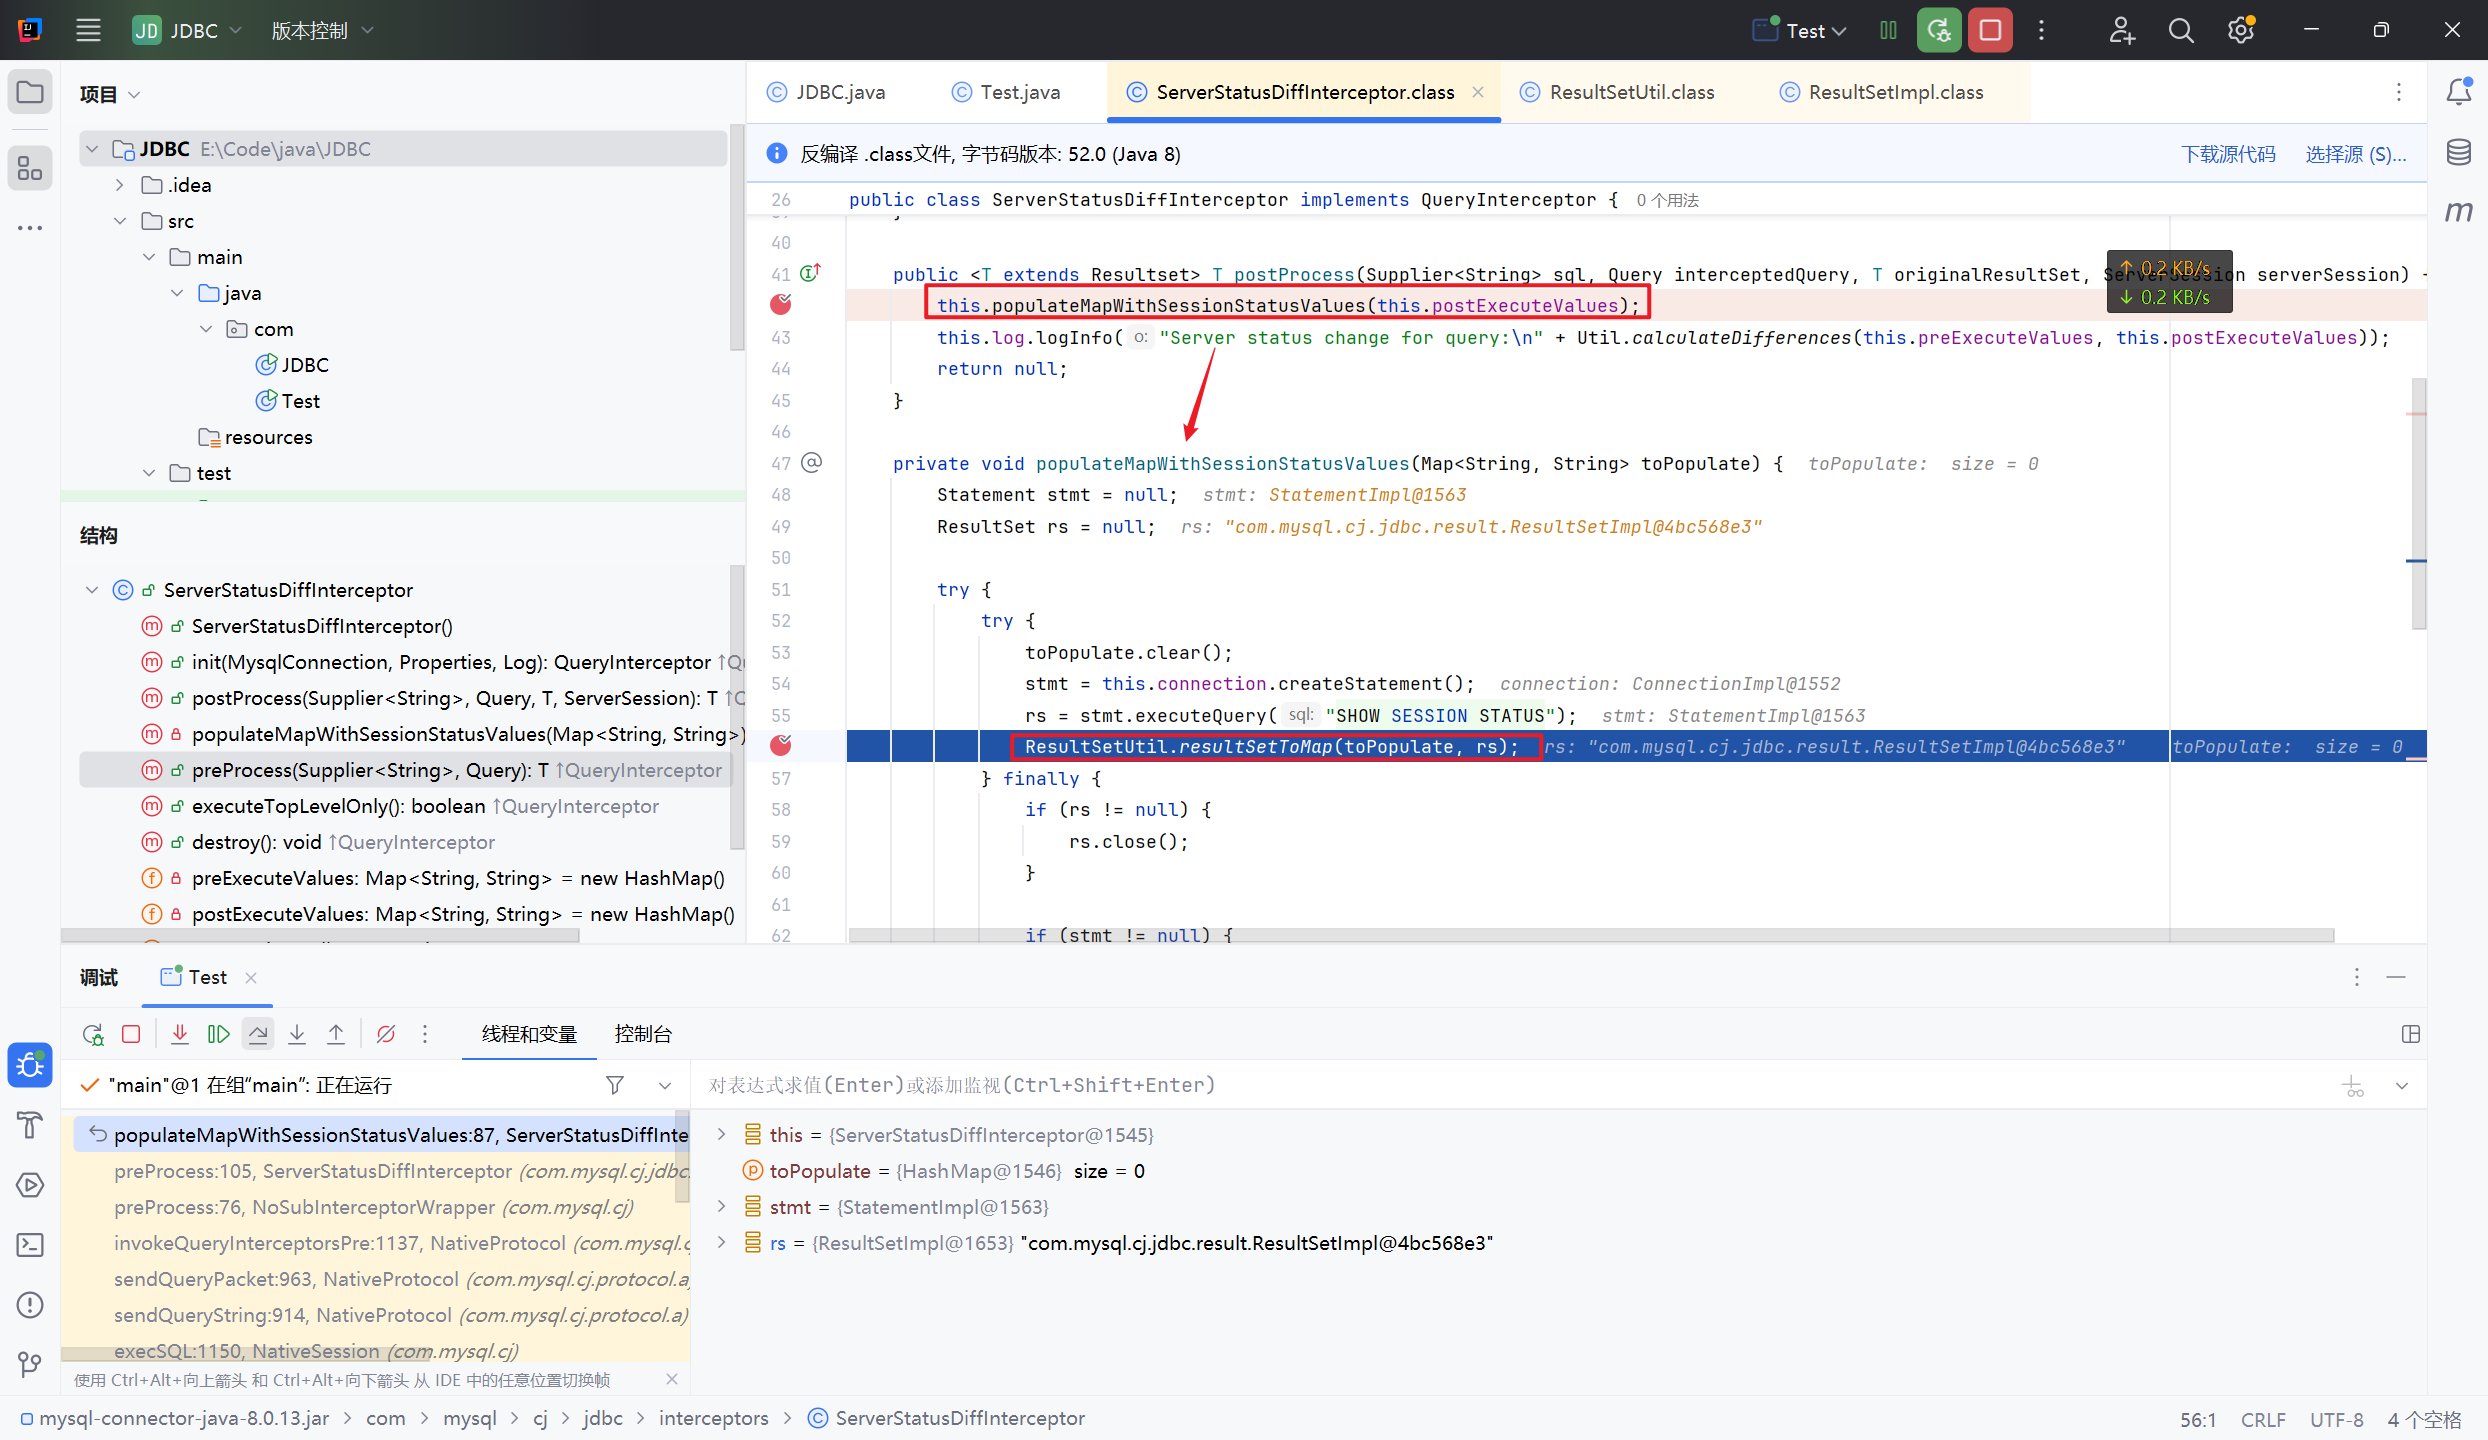 JD JDBC 版本控制 Test
项目
JDBC E:\Code\java\JDBC
.idea
src
main
java
com
JDBC
Test
resources
test
结构
ServerStatusDiffInterceptor
ServerStatusDiffInterceptor()
init(MysqlConnection, Properties, Log): QueryInterceptor ↑Qu
postProcess(Supplier<String>, Query, T, ServerSession): T ↑Q
populateMapWithSessionStatusValues(Map<String, String>)
preProcess(Supplier<String>, Query): T ↑QueryInterceptor
executeTopLevelOnly(): boolean ↑QueryInterceptor
destroy(): void ↑QueryInterceptor
preExecuteValues: Map<String, String> = new HashMap()
postExecuteValues: Map<String, String> = new HashMap()
JDBC.java Test.java ServerStatusDiffInterceptor.class ResultSetUtil.class ResultSetImpl.class
反编译 .class文件, 字节码版本: 52.0 (Java 8) 下载源代码 选择源 (S)...
26 public class ServerStatusDiffInterceptor implements QueryInterceptor { 0 个用法
40
41 public <T extends Resultset> T postProcess(Supplier<String> sql, Query interceptedQuery, T originalResultSet, ServerSession serverSession) {
↑ 0.2 KB/s
↓ 0.2 KB/s
this.populateMapWithSessionStatusValues(this.postExecuteValues);
43 this.log.logInfo( o: "Server status change for query:\n" + Util.calculateDifferences(this.preExecuteValues, this.postExecuteValues));
44 return null;
45 }
46
47 @ private void populateMapWithSessionStatusValues(Map<String, String> toPopulate) { toPopulate: size = 0
48 Statement stmt = null; stmt: StatementImpl@1563
49 ResultSet rs = null; rs: "com.mysql.cj.jdbc.result.ResultSetImpl@4bc568e3"
50
51 try {
52 try {
53 toPopulate.clear();
54 stmt = this.connection.createStatement(); connection: ConnectionImpl@1552
55 rs = stmt.executeQuery( sql: "SHOW SESSION STATUS"); stmt: StatementImpl@1563
ResultSetUtil.resultSetToMap(toPopulate, rs); rs: "com.mysql.cj.jdbc.result.ResultSetImpl@4bc568e3" toPopulate: size = 0
57 } finally {
58 if (rs != null) {
59 rs.close();
60 }
61
62 if (stmt != null) {
调试 Test
线程和变量 控制台
"main"@1 在组"main": 正在运行
populateMapWithSessionStatusValues:87, ServerStatusDiffInte
preProcess:105, ServerStatusDiffInterceptor (com.mysql.cj.jdbc.
preProcess:76, NoSubInterceptorWrapper (com.mysql.cj)
invokeQueryInterceptorsPre:1137, NativeProtocol (com.mysql.c
sendQueryPacket:963, NativeProtocol (com.mysql.cj.protocol.a)
sendQueryString:914, NativeProtocol (com.mysql.cj.protocol.a)
execSQL:1150, NativeSession (com.mysql.cj)
使用 Ctrl+Alt+向上箭头 和 Ctrl+Alt+向下箭头 从 IDE 中的任意位置切换帧
对表达式求值(Enter)或添加监视(Ctrl+Shift+Enter)
this = {ServerStatusDiffInterceptor@1545}
toPopulate = {HashMap@1546} size = 0
stmt = {StatementImpl@1563}
rs = {ResultSetImpl@1653} "com.mysql.cj.jdbc.result.ResultSetImpl@4bc568e3"
mysql-connector-java-8.0.13.jar > com > mysql > cj > jdbc > interceptors > ServerStatusDiffInterceptor
56:1 CRLF UTF-8 4 个空格